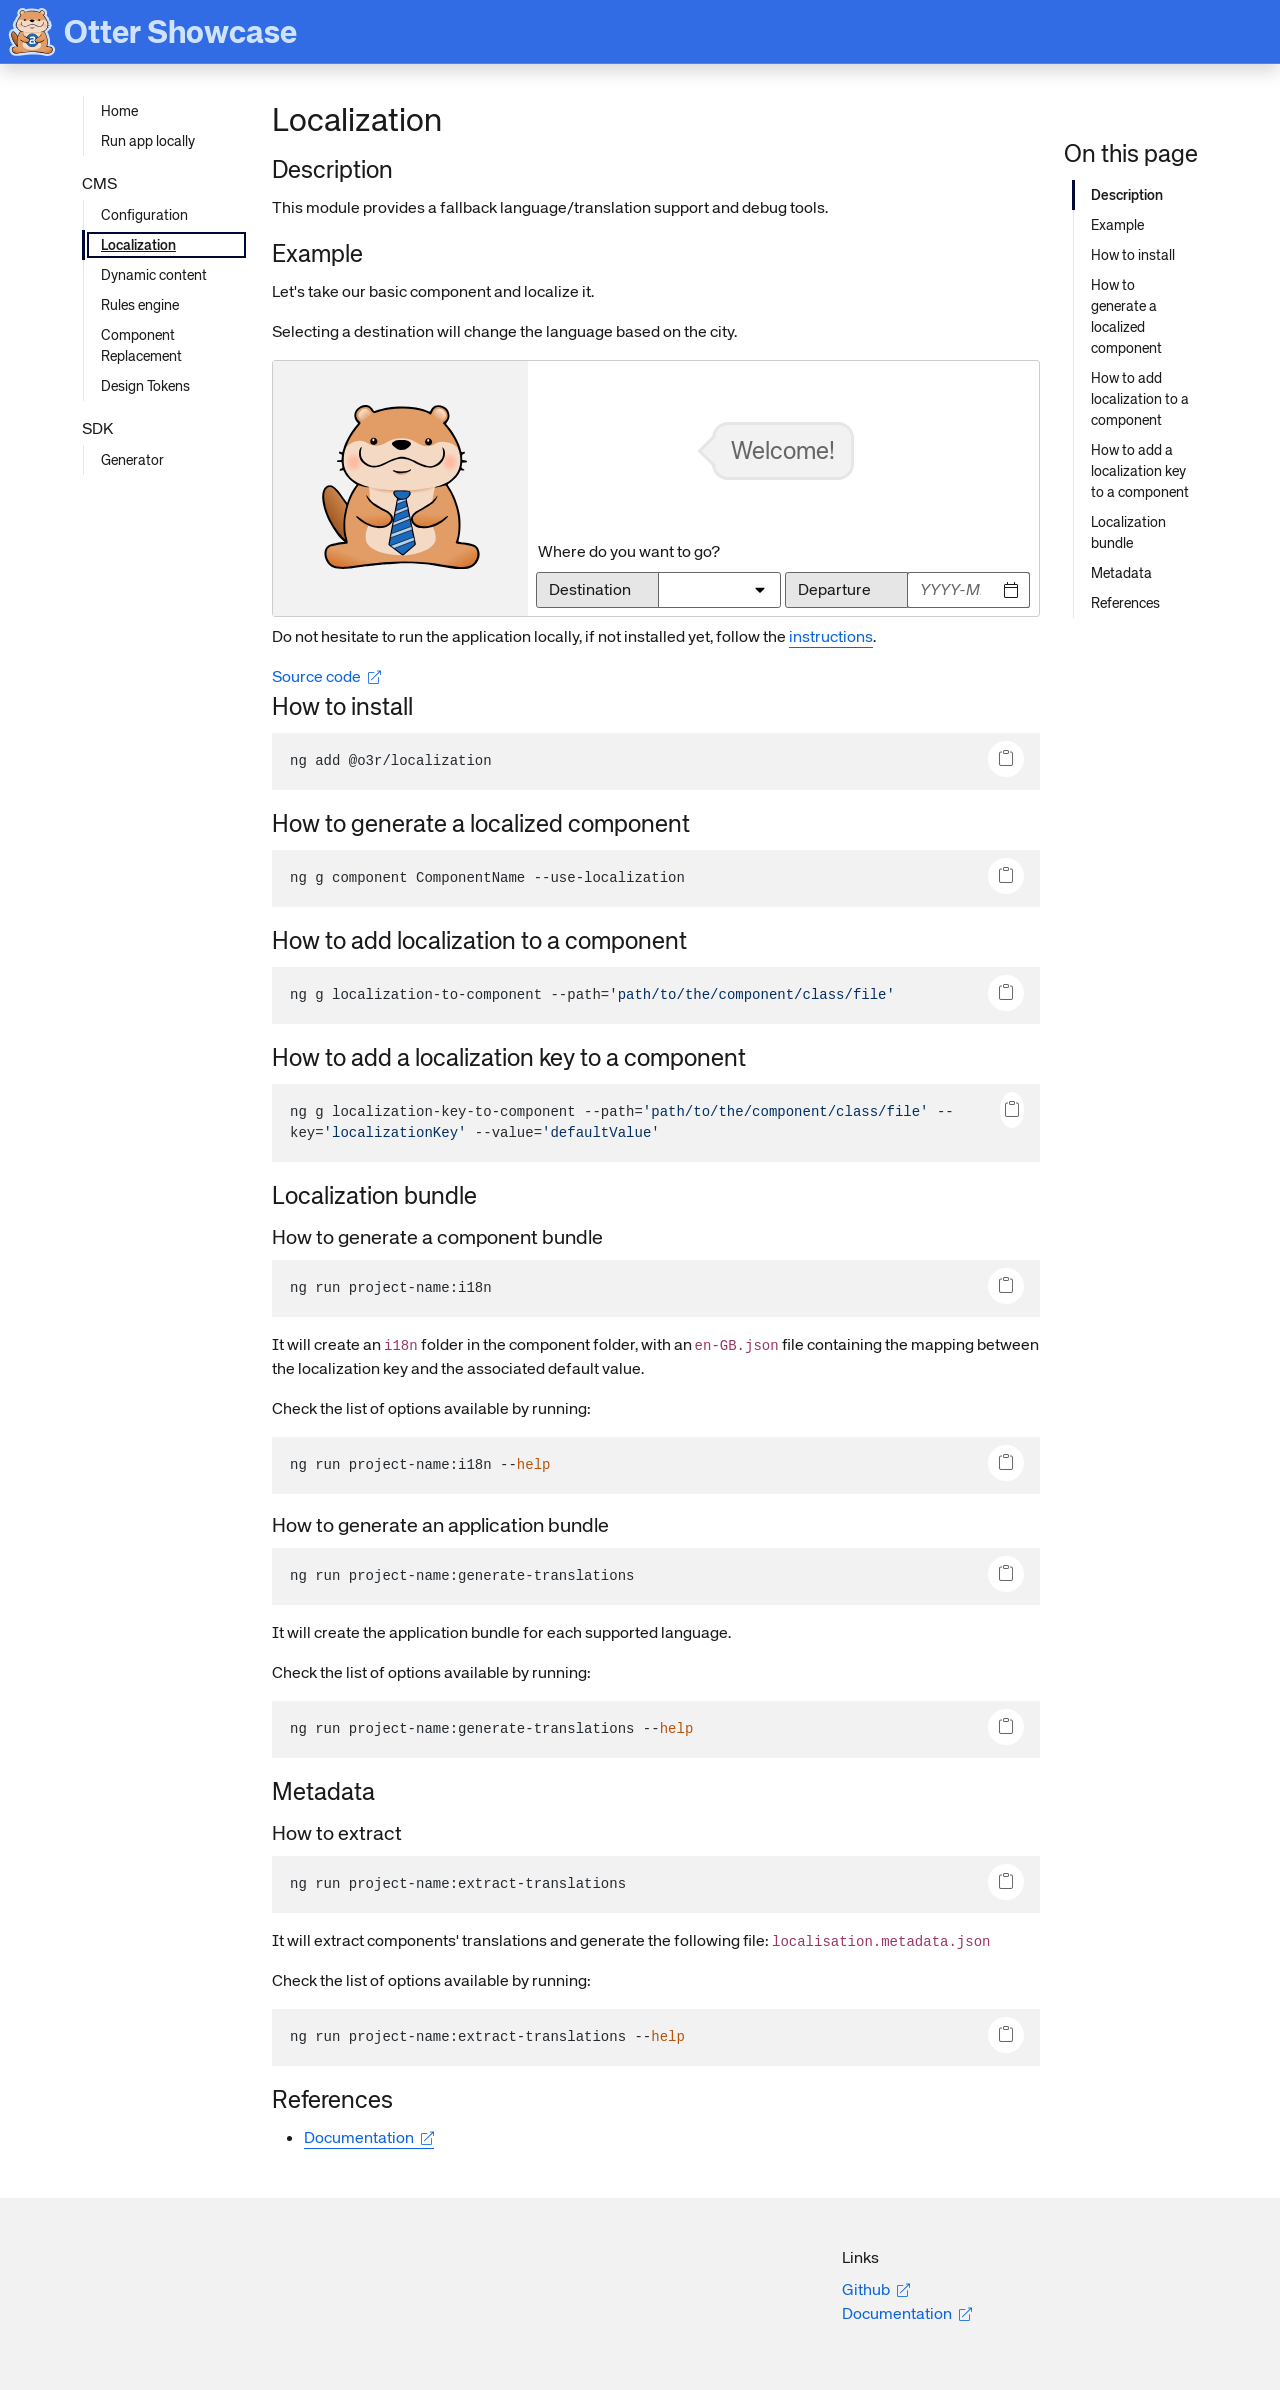 Otter Showcase
Home
Run app locally
CMS
Configuration
Localization
Dynamic content
Rules engine
Component
Replacement
Design Tokens
SDK
Generator
Localization
Description
This module provides a fallback language/translation support and debug tools.
Example
Let's take our basic component and localize it.
Selecting a destination will change the language based on the city.
Welcome!
Where do you want to go?
Destination
Departure
YYYY-M
Do not hesitate to run the application locally, if not installed yet, follow the instructions.
Source code
How to install
ng add @o3r/localization
How to generate a localized component
ng g component ComponentName --use-localization
How to add localization to a component
ng g localization-to-component --path='path/to/the/component/class/file'
How to add a localization key to a component
ng g localization-key-to-component --path='path/to/the/component/class/file' --
key='localizationKey' --value='defaultValue'
Localization bundle
How to generate a component bundle
ng run project-name:i18n
It will create an i18n folder in the component folder, with an en-GB.json file containing the mapping between
the localization key and the associated default value.
Check the list of options available by running:
ng run project-name:i18n --help
How to generate an application bundle
ng run project-name:generate-translations
It will create the application bundle for each supported language.
Check the list of options available by running:
ng run project-name:generate-translations --help
Metadata
How to extract
ng run project-name:extract-translations
It will extract components' translations and generate the following file: localisation.metadata.json
Check the list of options available by running:
ng run project-name:extract-translations --help
References
Documentation
On this page
Description
Example
How to install
How to
generate a
localized
component
How to add
localization to a
component
How to add a
localization key
to a component
Localization
bundle
Metadata
References
Links
Github
Documentation